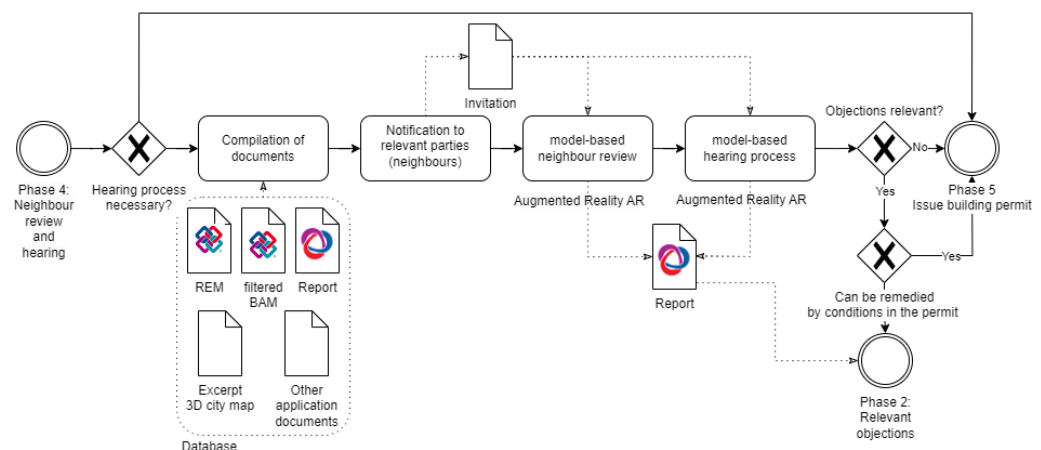 Invitation
Objections relevant?
Compilation of
documents
Notification to
relevant parties
(neighbours)
model-based
neighbour review
model-based
hearing process
No
Phase 4:
Neighbour
review
and
hearing
Hearing process
necessary?
Augmented Reality AR
Augmented Reality AR
Yes
Phase 5
Issue building permit
REM
filtered
BAM
Report
Report
Yes
Can be remedied
by conditions in the permit
Excerpt
3D city map
Other
application
documents
Phase 2:
Relevant
objections
Database